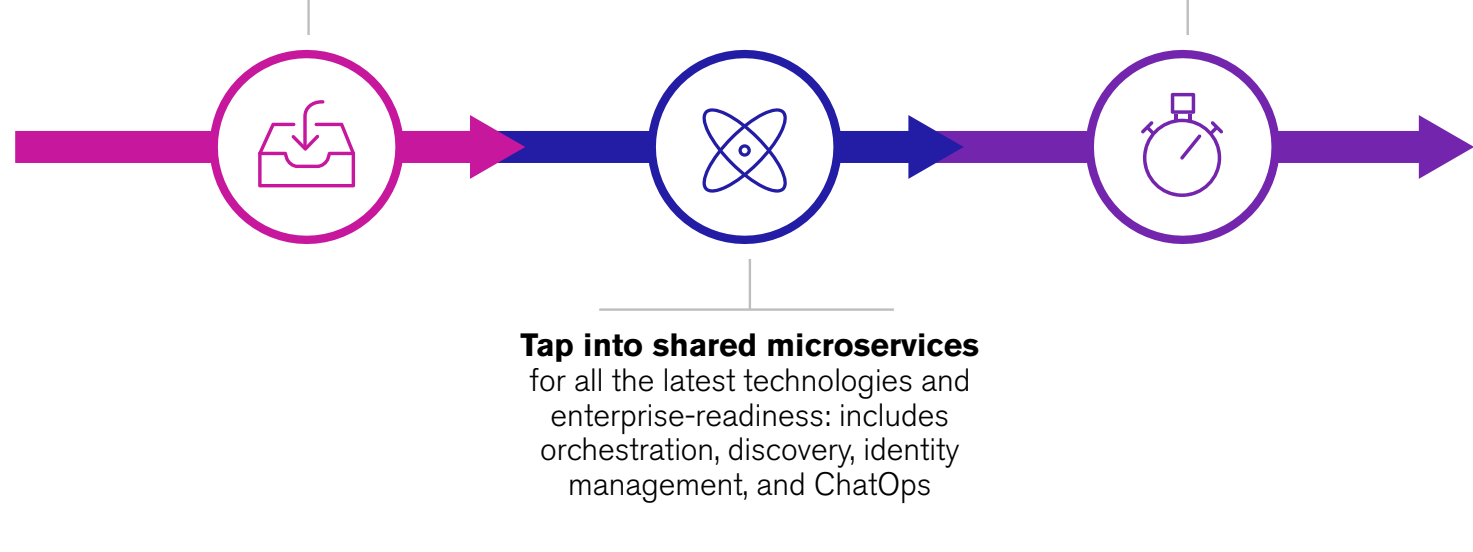 Tap into shared microservices
for all the latest technologies and
enterprise-readiness: includes
orchestration, discovery, identity
management, and ChatOps